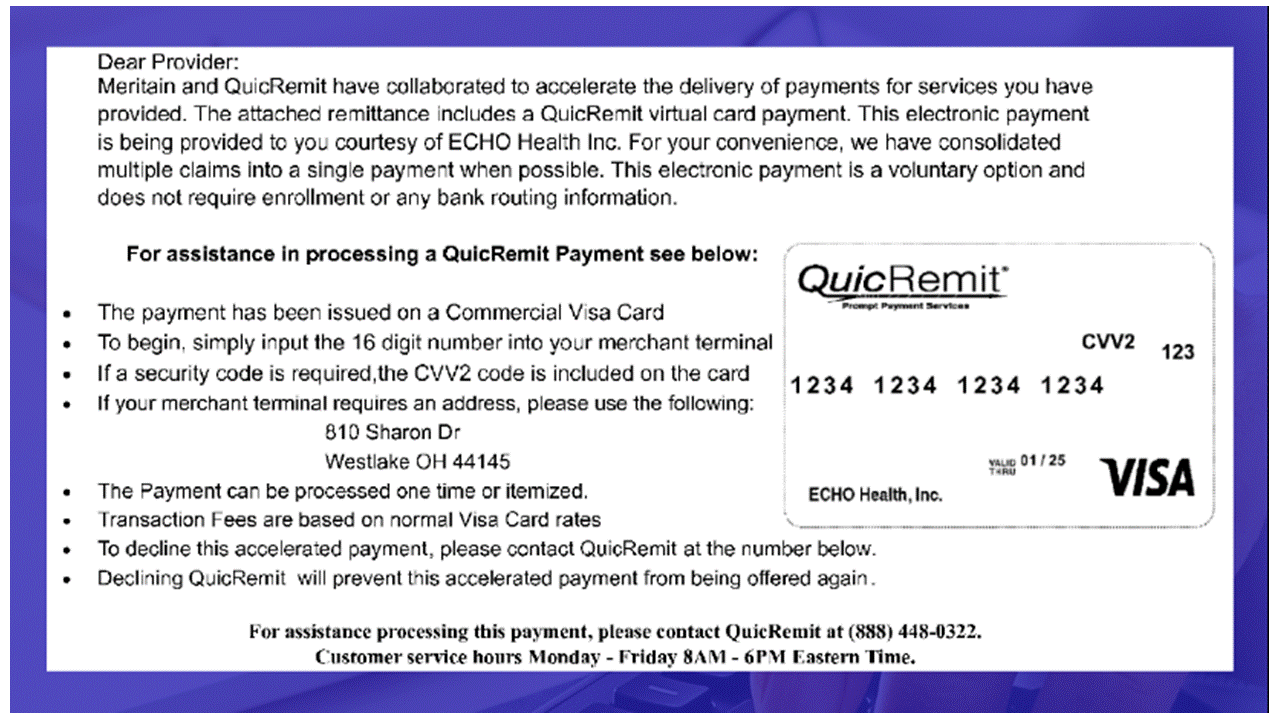 Dear Provider:
Meritain and QuicRemit have collaborated to accelerate the delivery of payments for services you have
provided. The attached remittance includes a QuicRemit virtual card payment. This electronic payment
is being provided to you courtesy of ECHO Health Inc. For your convenience, we have consolidated
multiple claims into a single payment when possible. This electronic payment is a voluntary option and
does not require enrollment or any bank routing information.
For assistance in processing a QuicRemit Payment see below:
• The payment has been issued on a Commercial Visa Card
• To begin, simply input the 16 digit number into your merchant terminal
• If a security code is required,the CVV2 code is included on the card
• If your merchant terminal requires an address, please use the following:
810 Sharon Dr
Westlake OH 44145
• The Payment can be processed one time or itemized.
• Transaction Fees are based on normal Visa Card rates
• To decline this accelerated payment, please contact QuicRemit at the number below.
• Declining QuicRemit will prevent this accelerated payment from being offered again.
QuicRemit®
Prompt Payment Services
CVV2 123
1234 1234 1234 1234
VALID THRU 01/25
VISA
ECHO Health, Inc.
For assistance processing this payment, please contact QuicRemit at (888) 448-0322.
Customer service hours Monday - Friday 8AM - 6PM Eastern Time.